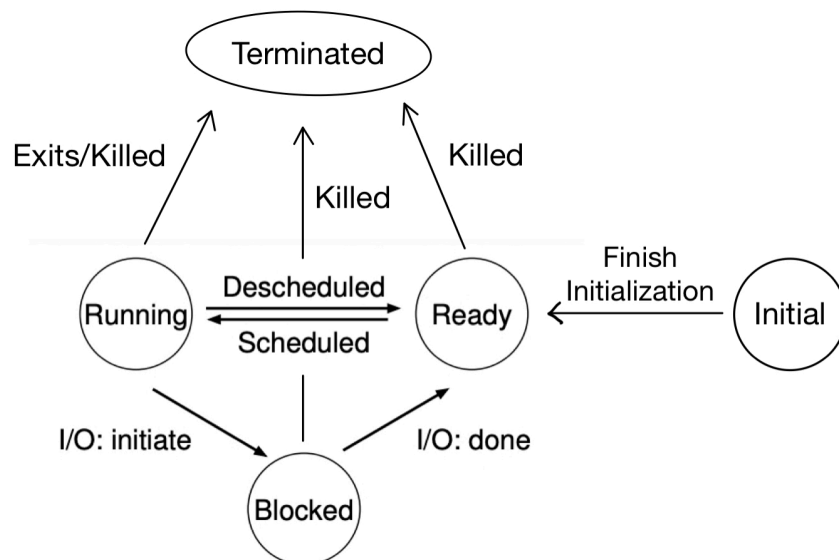 Terminated
Exits/Killed
Killed
Killed
Finish
Initialization
Descheduled
Running
Ready
Initial
Scheduled
I/O: initiate
I/O: done
Blocked